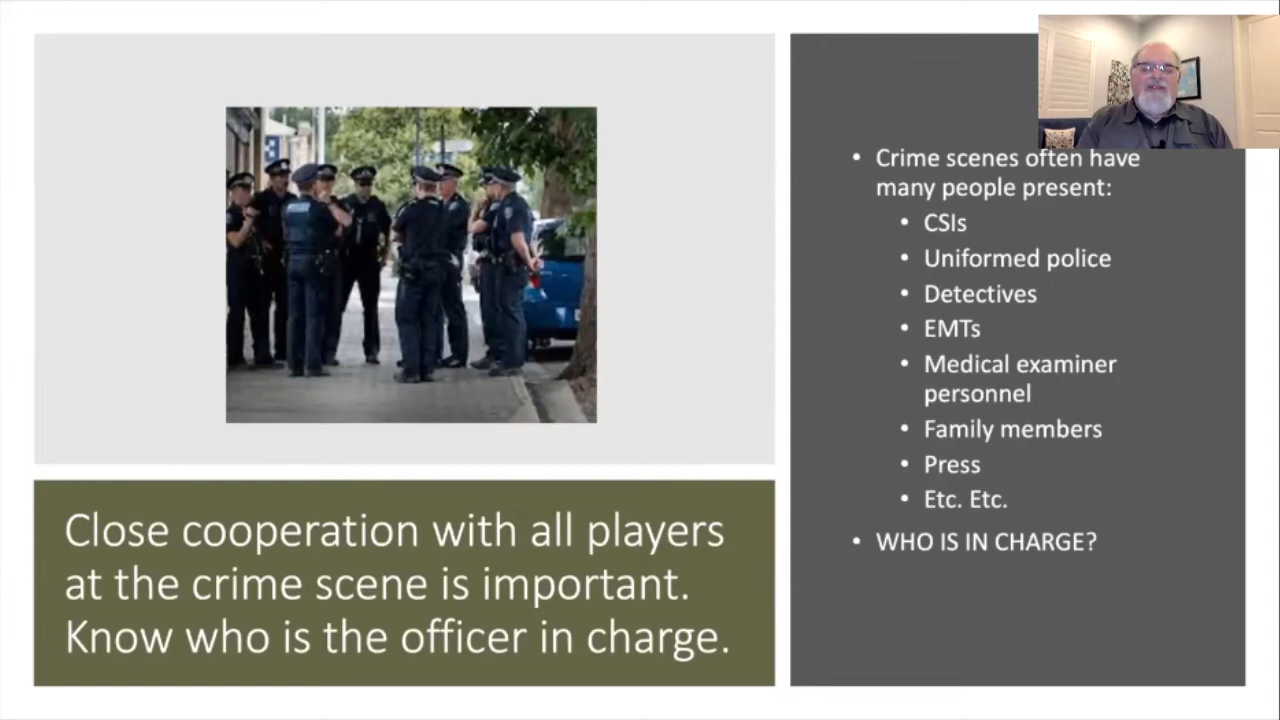 Crime scenes often have
many people present:
CSIs
Uniformed police
Detectives
EMTs
Medical examiner
personnel
Family members
Press
Etc. Etc.
WHO IS IN CHARGE?
Close cooperation with all players
at the crime scene is important.
Know who is the officer in charge.